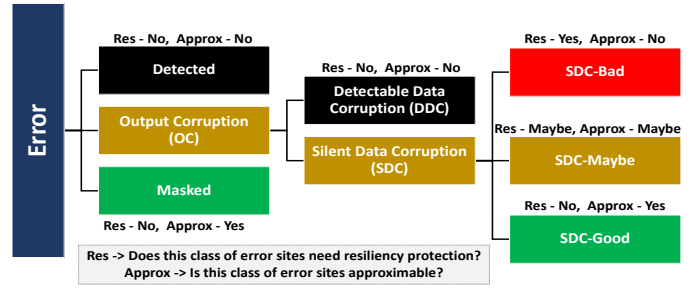 Error
Res - No, Approx - No
Detected
Output Corruption
(OC)
Masked
Res - No, Approx - Yes
Res - No, Approx - No
Detectable Data
Corruption (DDC)
Silent Data Corruption
(SDC)
Res - Yes, Approx - No
SDC-Bad
Res - Maybe, Approx - Maybe
SDC-Maybe
Res - No, Approx - Yes
SDC-Good
Res -> Does this class of error sites need resiliency protection?
Approx -> Is this class of error sites approximable?